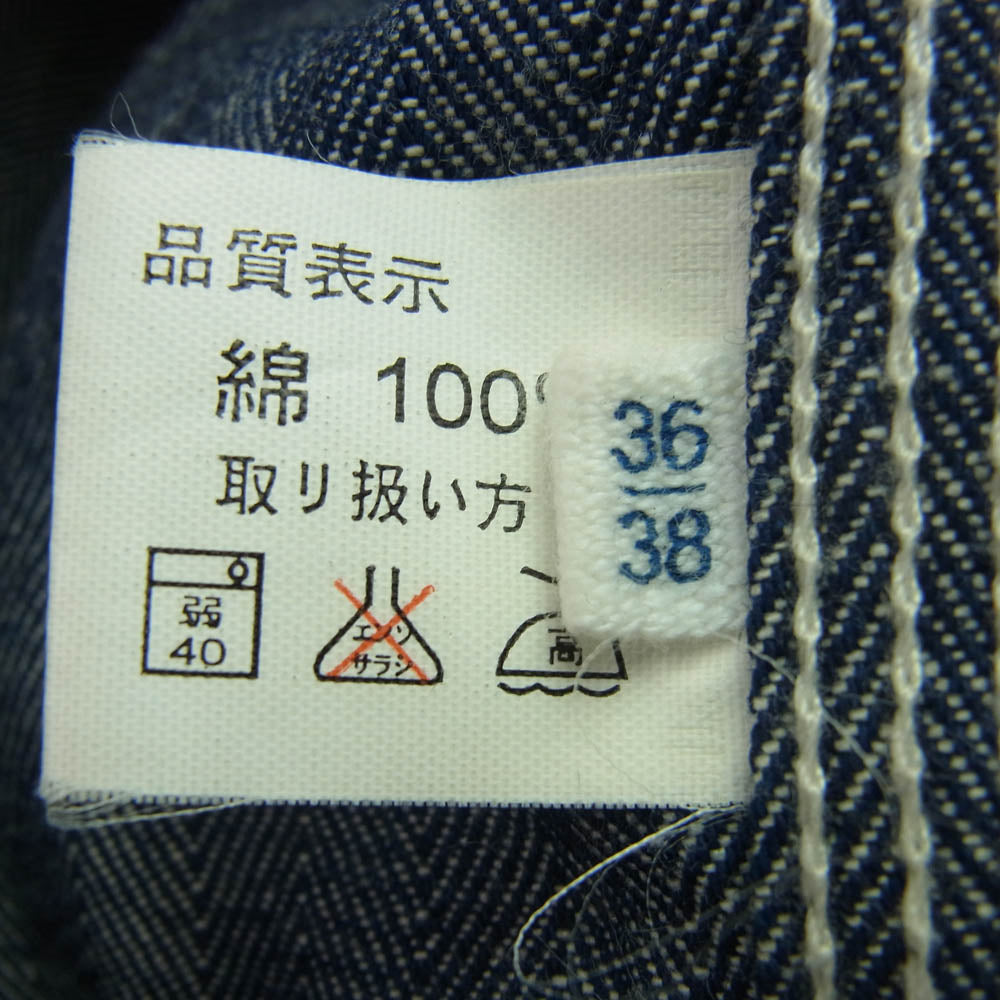 品質表示
綿 100%
取り扱い方
36
38
弱
40
エンソ
サラシ
高